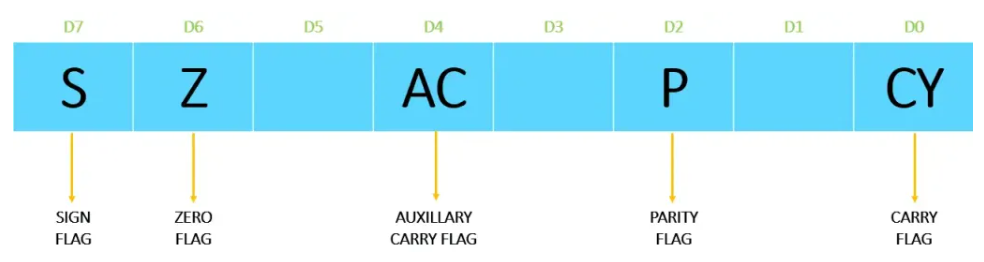 D7 D6 D5 D4 D3 D2 D1 D0
S Z AC P CY
SIGN ZERO AUXILLARY PARITY CARRY
FLAG FLAG CARRY FLAG FLAG FLAG